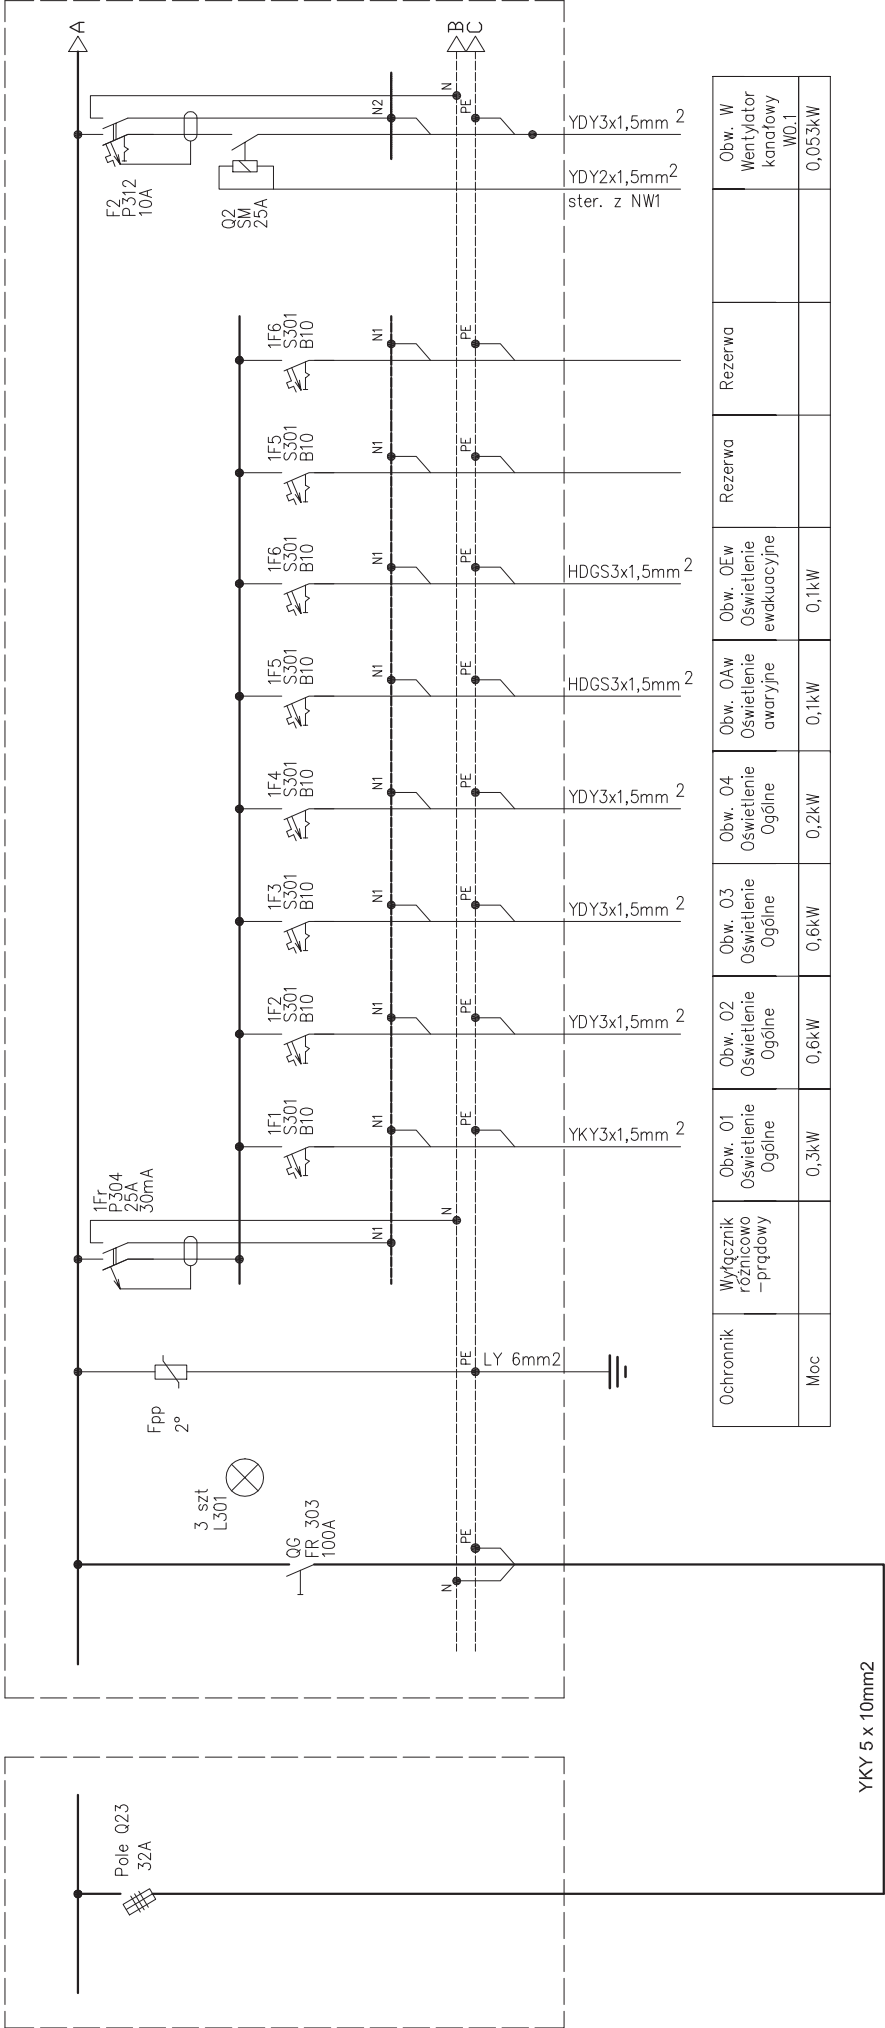 Pole Q23
32A
YKY 5 x 10mm2
QG
FR 303
100A
N
PE
3 szt
L301
Fpp
2°
PE
LY 6mm2
1Fr
P304
25A
30mA
N1
N
1F1
S301
B10
N1
PE
YKY3x1,5mm 2
1F2
S301
B10
N1
PE
YDY3x1,5mm 2
1F3
S301
B10
N1
PE
YDY3x1,5mm 2
1F4
S301
B10
N1
PE
YDY3x1,5mm 2
1F5
S301
B10
N1
PE
HDGS3x1,5mm 2
1F6
S301
B10
N1
PE
HDGS3x1,5mm 2
1F5
S301
B10
N1
PE
1F6
S301
B10
N1
PE
F2
P312
10A
Q2
SM
25A
N2
N
PE
YDY3x1,5mm 2
YDY2x1,5mm2
ster. z NW1
A
B
C
Ochronnik
Wyłącznik
różnicowo
-prądowy
Obw. O1
Oświetlenie
Ogólne
Obw. O2
Oświetlenie
Ogólne
Obw. O3
Oświetlenie
Ogólne
Obw. O4
Oświetlenie
Ogólne
Obw. OAw
Oświetlenie
awaryjne
Obw. OEw
Oświetlenie
ewakuacyjne
Rezerwa
Rezerwa
Obw. W
Wentylator
kanałowy
W0.1
Moc
0,3kW
0,6kW
0,6kW
0,2kW
0,1kW
0,1kW
0,053kW